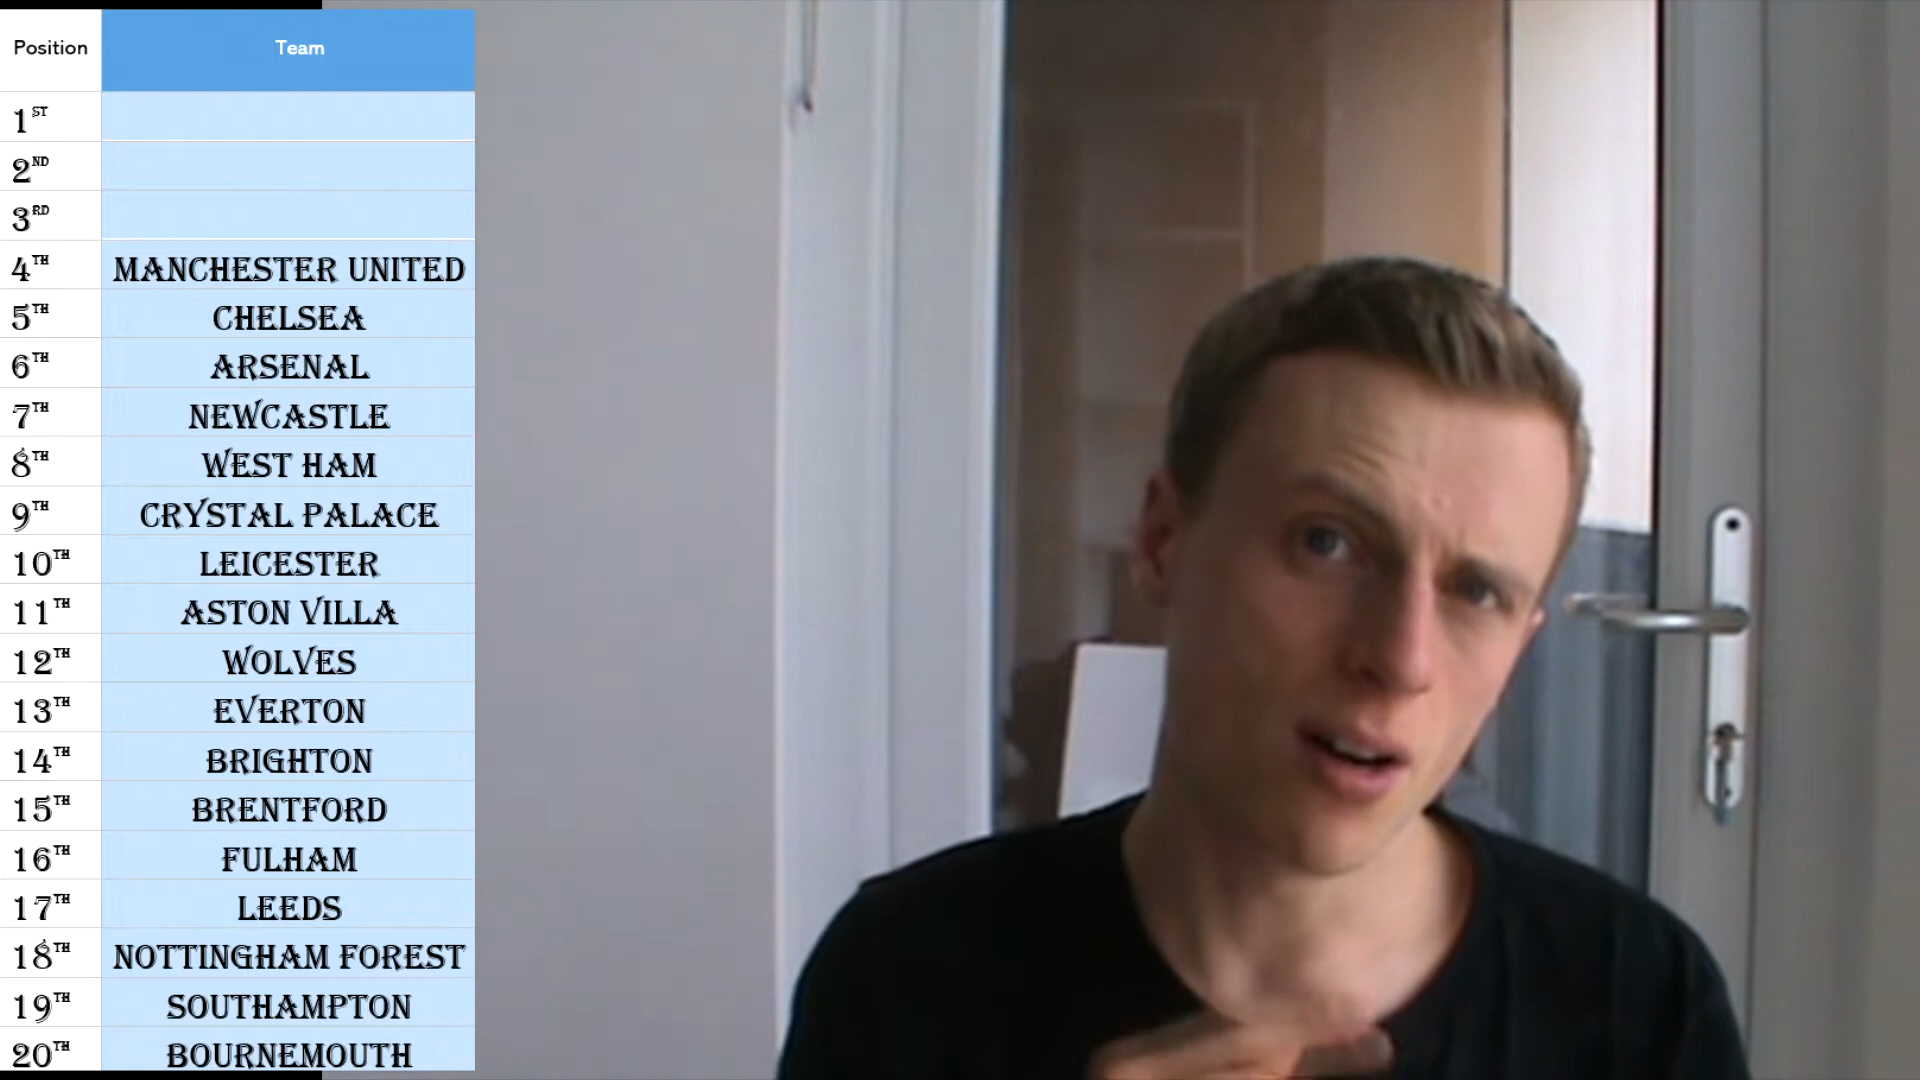 Position Team
1ST
2ND
3RD
4TH MANCHESTER UNITED
5TH CHELSEA
6TH ARSENAL
7TH NEWCASTLE
8TH WEST HAM
9TH CRYSTAL PALACE
10TH LEICESTER
11TH ASTON VILLA
12TH WOLVES
13TH EVERTON
14TH BRIGHTON
15TH BRENTFORD
16TH FULHAM
17TH LEEDS
18TH NOTTINGHAM FOREST
19TH SOUTHAMPTON
20TH BOURNEMOUTH